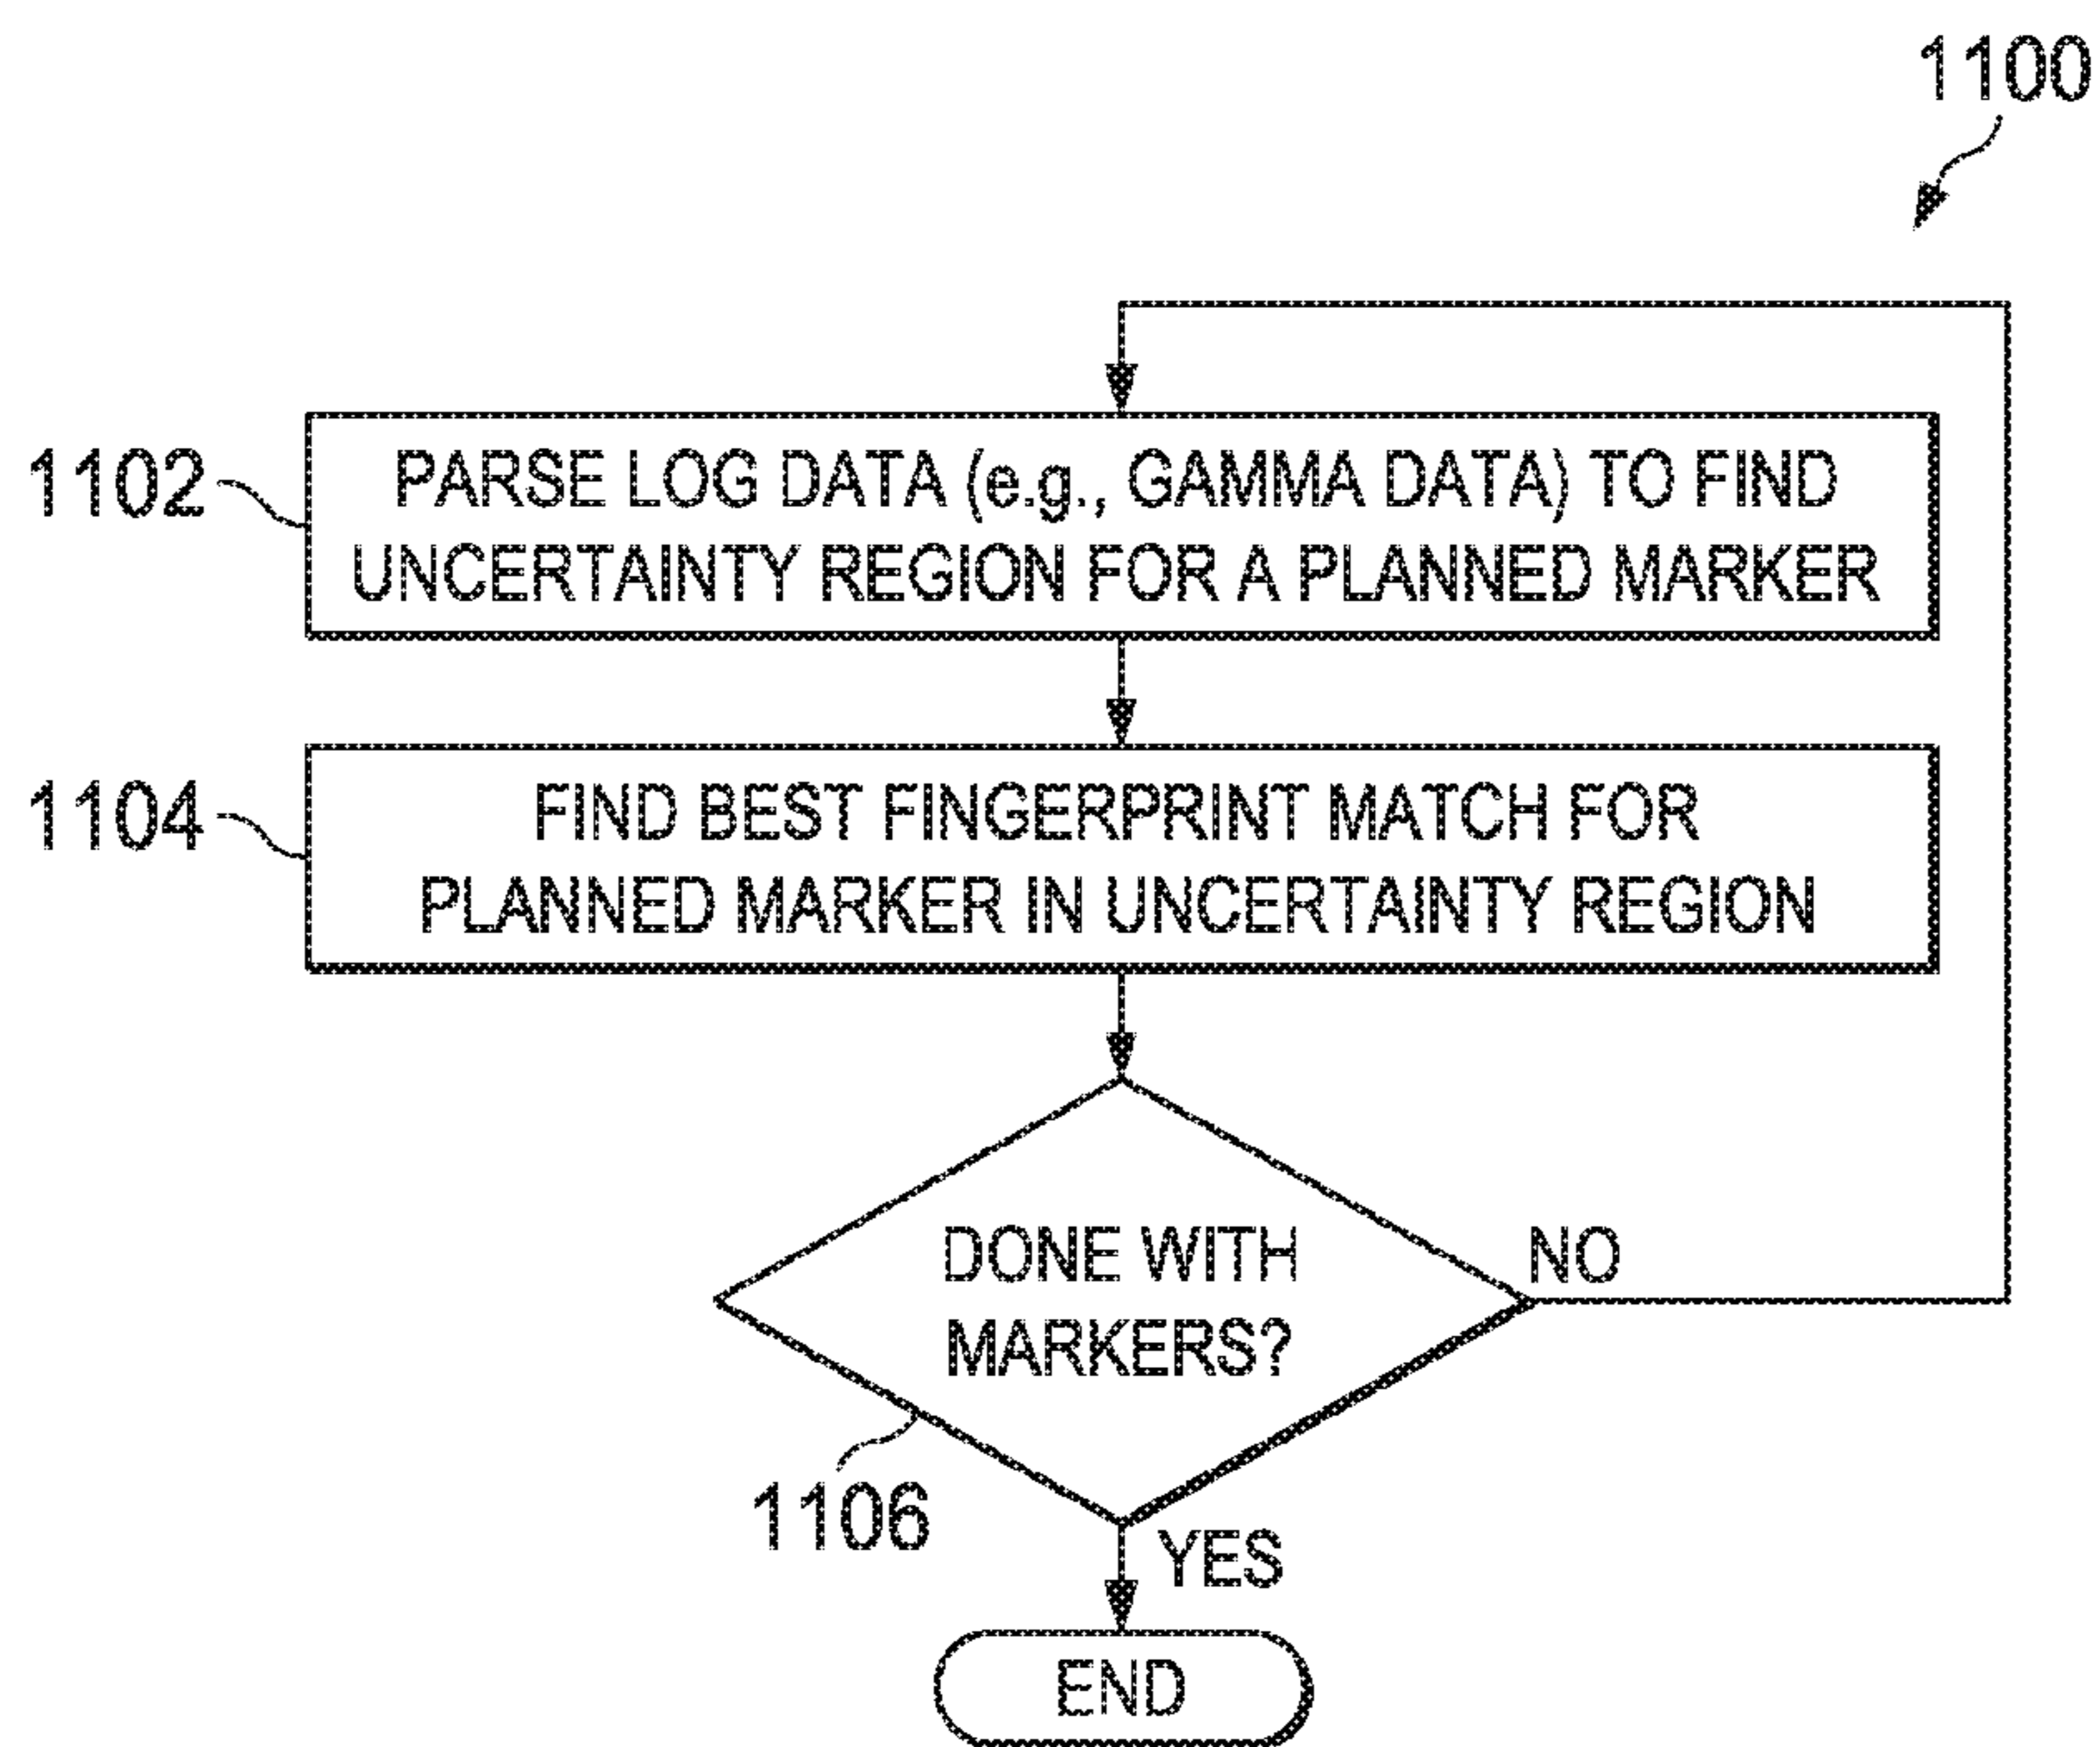 1100
1102
PARSE LOG DATA (e.g., GAMMA DATA) TO FIND
UNCERTAINTY REGION FOR A PLANNED MARKER
1104
FIND BEST FINGERPRINT MATCH FOR
PLANNED MARKER IN UNCERTAINTY REGION
DONE WITH
MARKERS?
NO
1106
YES
END